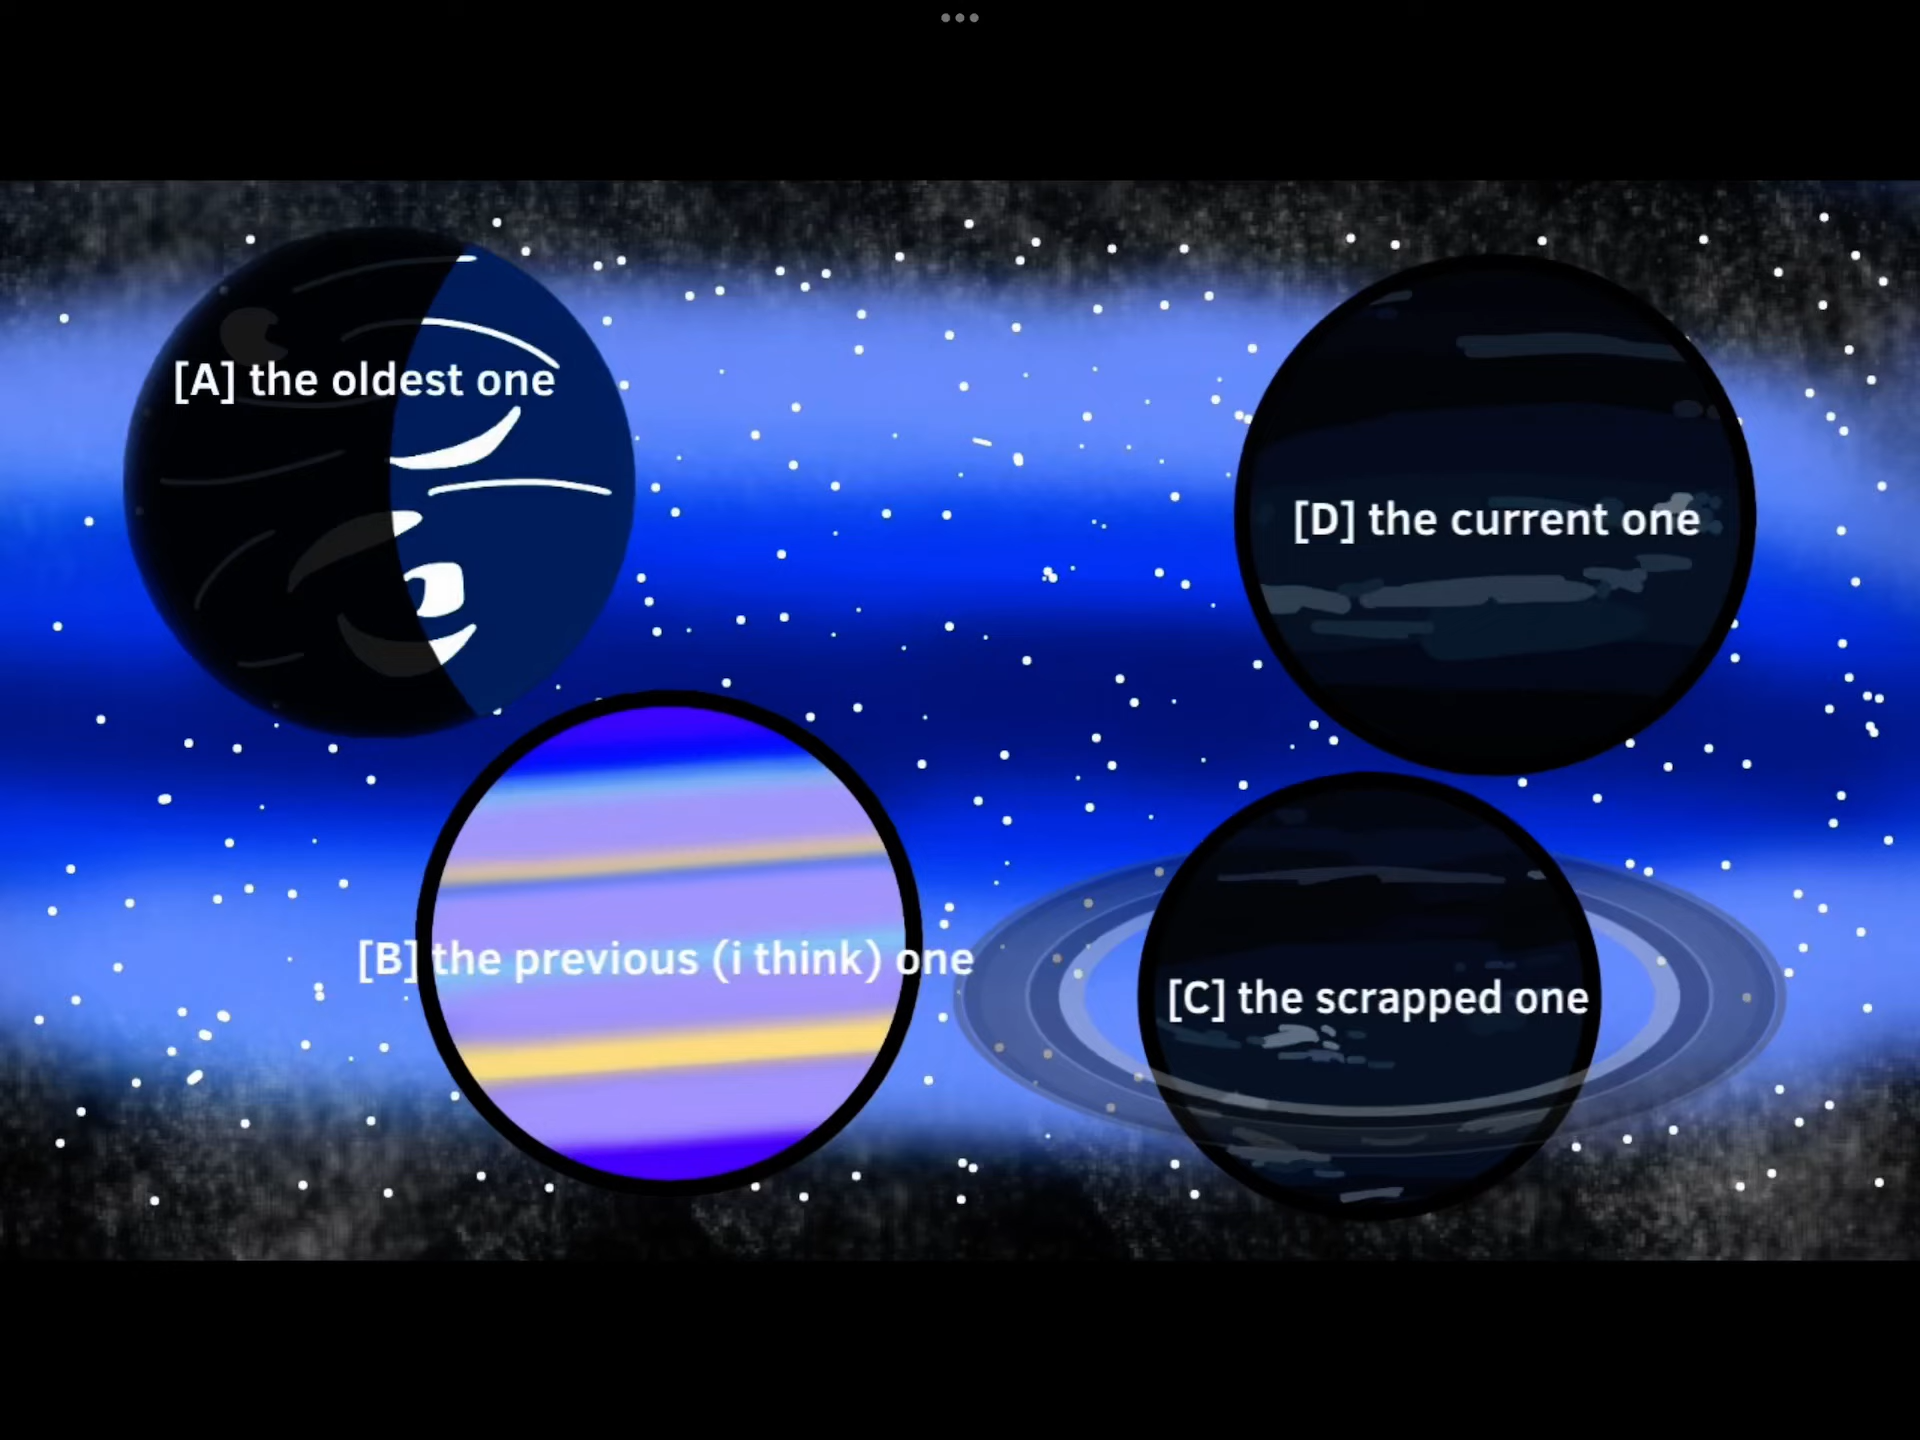 [A] the oldest one
[D] the current one
[B] the previous (i think) one
[C] the scrapped one